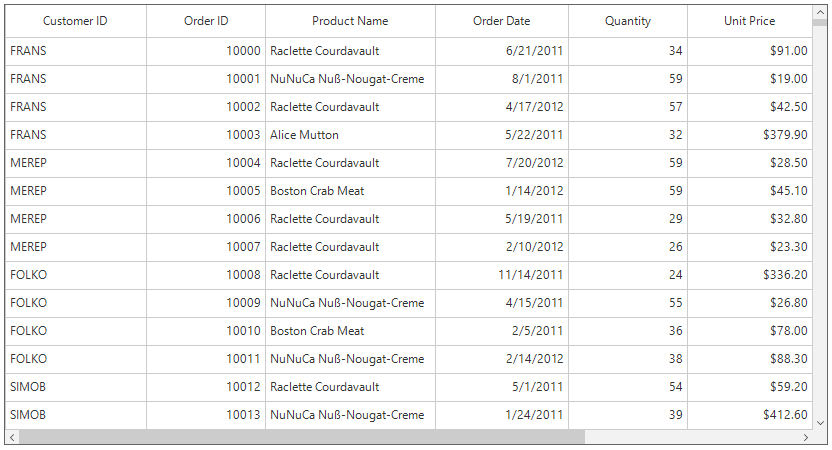 Customer ID Order ID Product Name Order Date Quantity Unit Price
FRANS 10000 Raclette Courdavault 6/21/2011 34 $91.00
FRANS 10001 NuNuCa Nuß-Nougat-Creme 8/1/2011 59 $19.00
FRANS 10002 Raclette Courdavault 4/17/2012 57 $42.50
FRANS 10003 Alice Mutton 5/22/2011 32 $379.90
MEREP 10004 Raclette Courdavault 7/20/2012 59 $28.50
MEREP 10005 Boston Crab Meat 1/14/2012 59 $45.10
MEREP 10006 Raclette Courdavault 5/19/2011 29 $32.80
MEREP 10007 Raclette Courdavault 2/10/2012 26 $23.30
FOLKO 10008 Raclette Courdavault 11/14/2011 24 $336.20
FOLKO 10009 NuNuCa Nuß-Nougat-Creme 4/15/2011 55 $26.80
FOLKO 10010 Boston Crab Meat 2/5/2011 36 $78.00
FOLKO 10011 NuNuCa Nuß-Nougat-Creme 2/14/2012 38 $88.30
SIMOB 10012 Raclette Courdavault 5/1/2011 54 $59.20
SIMOB 10013 NuNuCa Nuß-Nougat-Creme 1/24/2011 39 $412.60